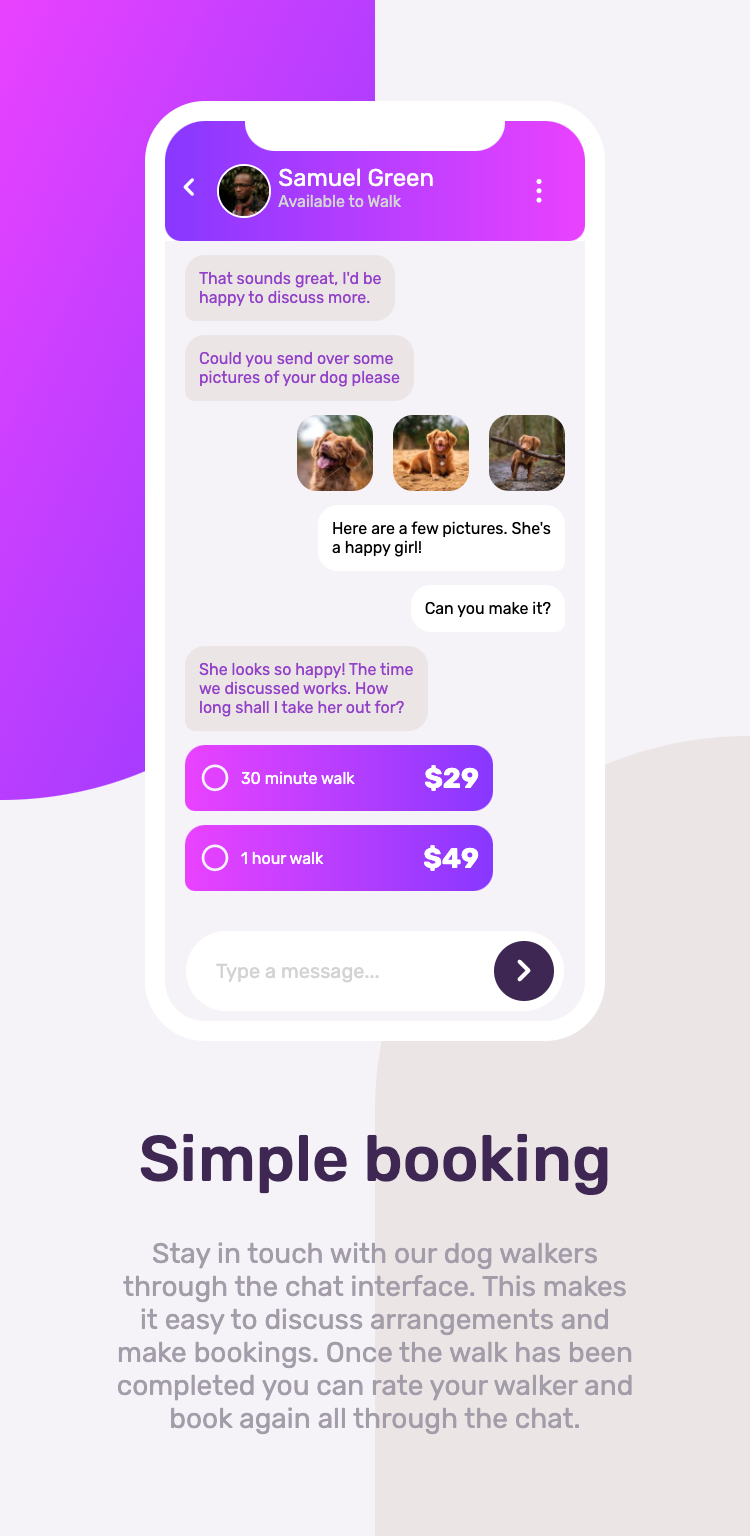 Samuel Green
Available to Walk
That sounds great, I'd be
happy to discuss more.
Could you send over some
pictures of your dog please
Here are a few pictures. She's
a happy girl!
Can you make it?
She looks so happy! The time
we discussed works. How
long shall I take her out for?
30 minute walk $29
1 hour walk $49
Type a message...
Simple booking
Stay in touch with our dog walkers
through the chat interface. This makes
it easy to discuss arrangements and
make bookings. Once the walk has been
completed you can rate your walker and
book again all through the chat.